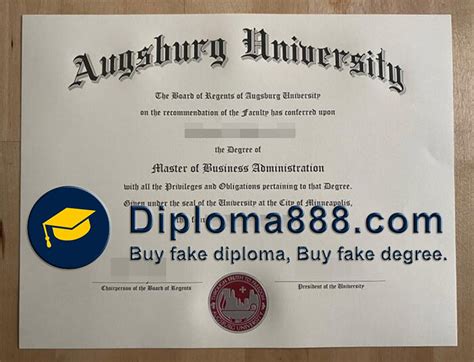 Augsburg University
The Board of Regents of Augsburg University
on the recommendation of the Faculty has conferred upon
the Degree of
Master of Business Administration
with all the Privileges and Obligations pertaining to that Degree.
Given under the seal of the University at the City of Minneapolis,
Diploma888.com
Buy fake diploma, Buy fake degree.
Chairperson of the Board of Regents
President of the University